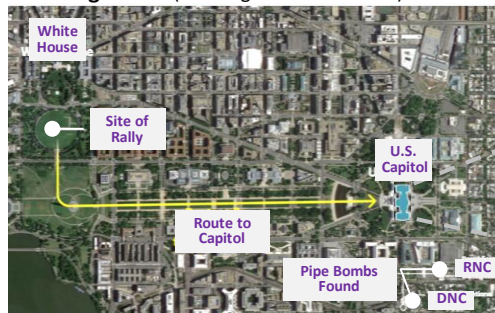 White
House
Site of
Rally
U.S.
Capitol
Route to
Capitol
Pipe Bombs
Found
RNC
DNC